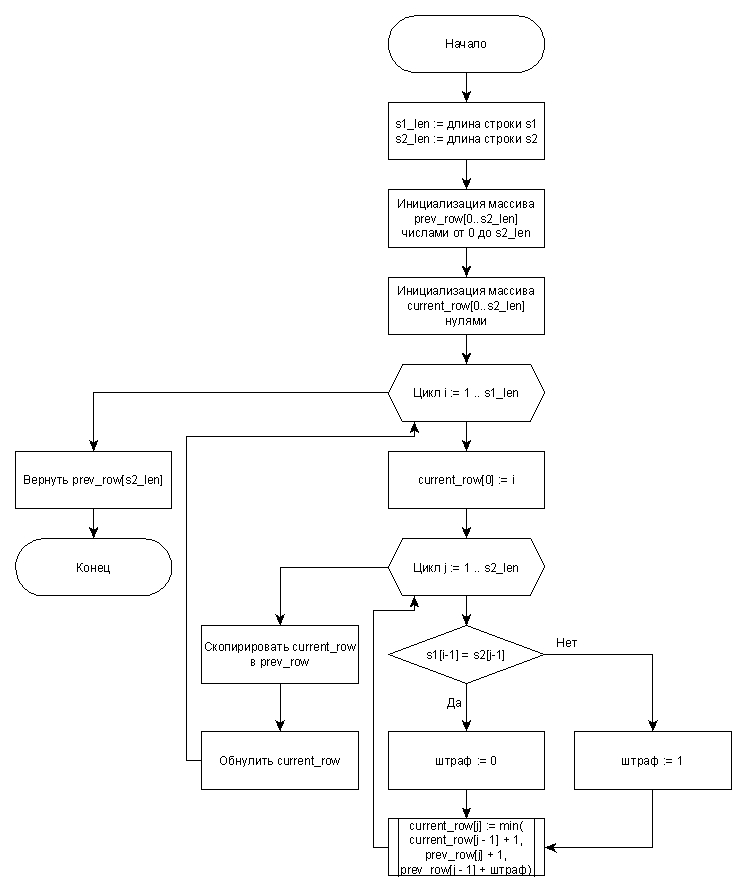 Начало
s1_len := длина строки s1
s2_len := длина строки s2
Инициализация массива
prev_row[0..s2_len]
числами от 0 до s2_len
Инициализация массива
current_row[0..s2_len]
нулями
Цикл i := 1 .. s1_len
Вернуть prev_row[s2_len]
current_row[0] := i
Конец
Цикл j := 1 .. s2_len
Скопирировать current_row
в prev_row
s1[i-1] = s2[j-1]
Нет
Да
Обнулить current_row
штраф := 0
штраф := 1
current_row[j] := min(
current_row[j - 1] + 1,
prev_row[j] + 1,
prev_row[j - 1] + штраф)